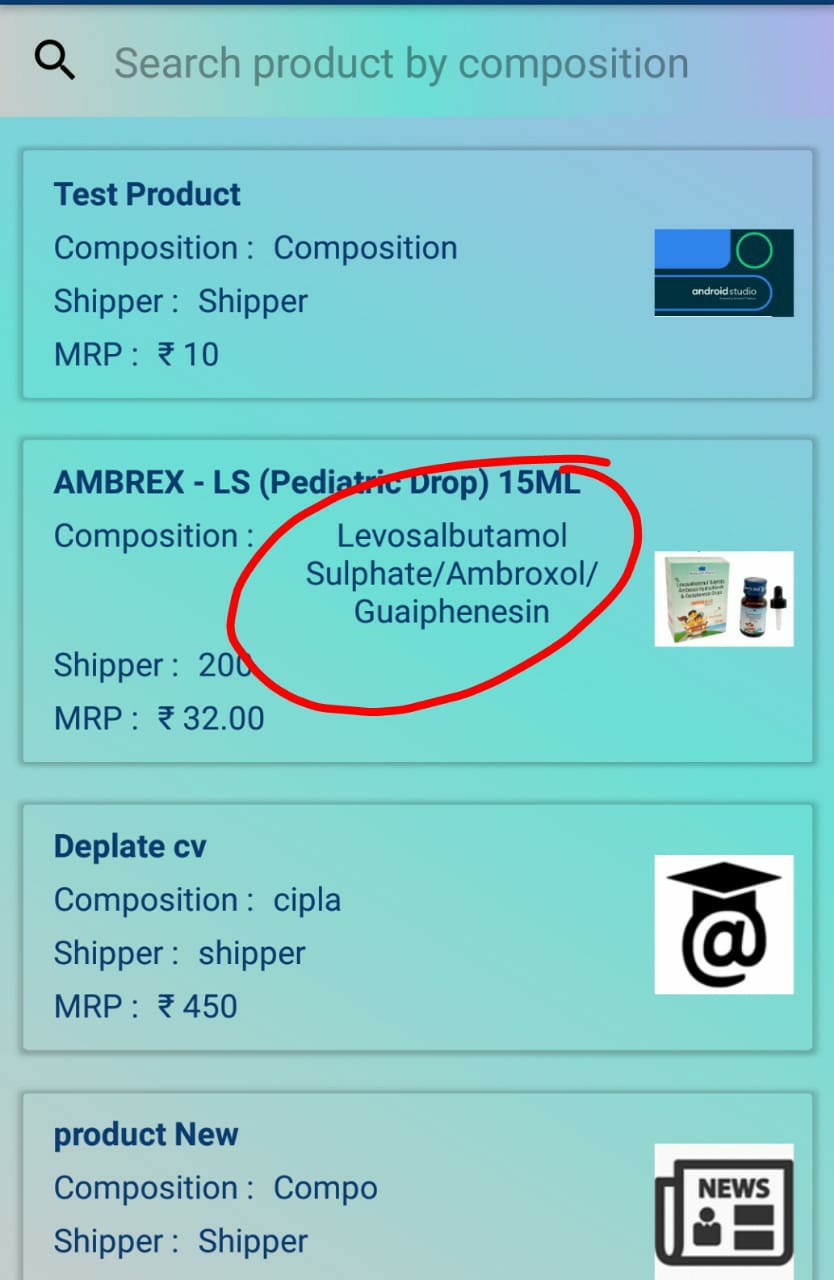 Search product by composition
Test Product
Composition : Composition
Shipper : Shipper
MRP : ₹ 10
androidstudio
AMBREX - LS (Pediatric Drop) 15ML
Composition : Levosalbutamol
Sulphate/Ambroxol/
Guaiphenesin
Shipper : 200
MRP : ₹ 32.00
Deplate cv
Composition : cipla
Shipper : shipper
MRP : ₹ 450
@
product New
Composition : Compo
Shipper : Shipper
NEWS